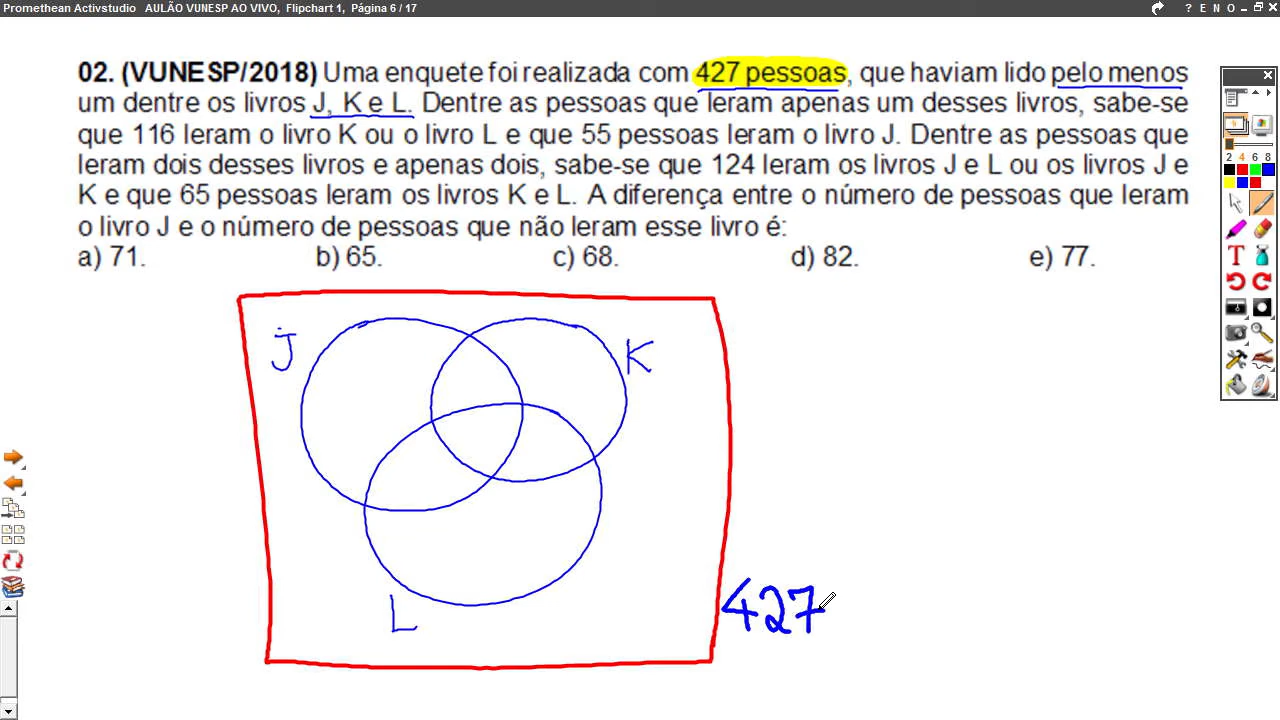 Promethean Activstudio AULÃO VUNESP AO VIVO, Flipchart 1, Página 6 / 17 ? E N O
02. (VUNESP/2018) Uma enquete foi realizada com 427 pessoas, que haviam lido pelo menos
um dentre os livros J, K e L. Dentre as pessoas que leram apenas um desses livros, sabe-se
que 116 leram o livro K ou o livro L e que 55 pessoas leram o livro J. Dentre as pessoas que
leram dois desses livros e apenas dois, sabe-se que 124 leram os livros J e L ou os livros J e
K e que 65 pessoas leram os livros K e L. A diferença entre o número de pessoas que leram
o livro J e o número de pessoas que não leram esse livro é:
a) 71. b) 65. c) 68. d) 82. e) 77.
2 4 6 8
J
K
T
L
427